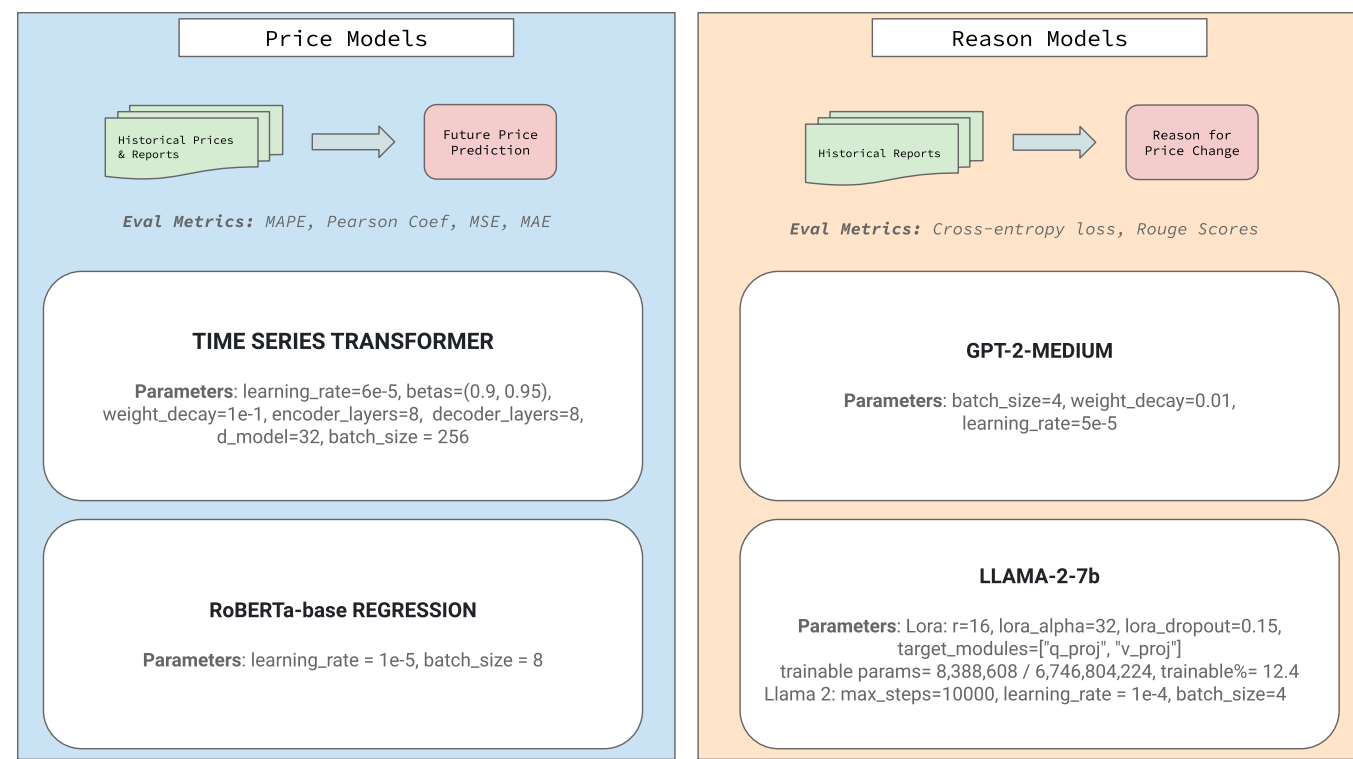 Price Models
Historical Prices
& Reports
Future Price
Prediction
Eval Metrics: MAPE, Pearson Coef, MSE, MAE
TIME SERIES TRANSFORMER
Parameters: learning_rate=6e-5, betas=(0.9, 0.95),
weight_decay=1e-1, encoder_layers=8,  decoder_layers=8,
d_model=32, batch_size = 256
RoBERTa-base REGRESSION
Parameters: learning_rate = 1e-5, batch_size = 8
Reason Models
Historical Reports
Reason for
Price Change
Eval Metrics: Cross-entropy loss, Rouge Scores
GPT-2-MEDIUM
Parameters: batch_size=4, weight_decay=0.01,
learning_rate=5e-5
LLAMA-2-7b
Parameters: Lora: r=16, lora_alpha=32, lora_dropout=0.15,
target_modules=["q_proj", "v_proj"]
trainable params= 8,388,608 / 6,746,804,224, trainable%= 12.4
Llama 2: max_steps=10000, learning_rate = 1e-4, batch_size=4